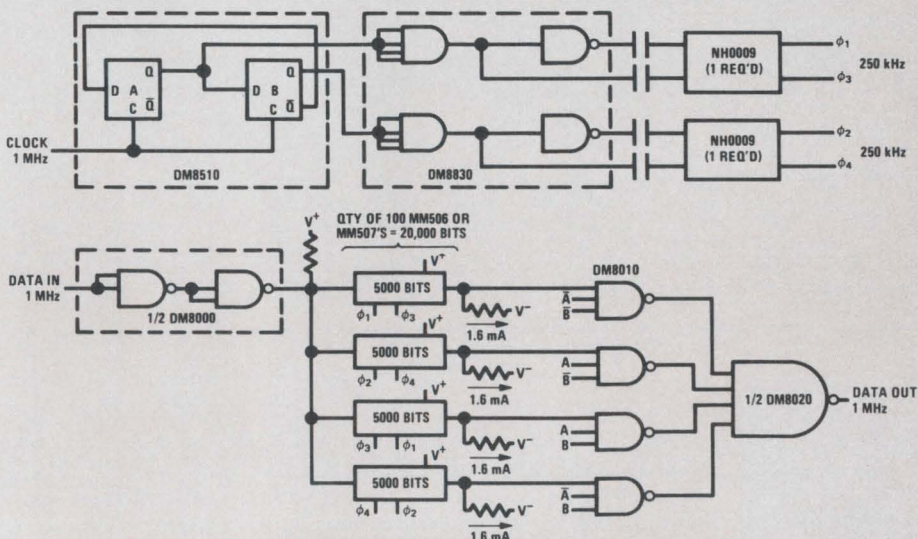 Q
D A
C Q̄
Q
D B
C Q̄
CLOCK
1 MHz
DM8510
DM8830
NH0009
(1 REQ'D)
ϕ1
ϕ3
250 kHz
NH0009
(1 REQ'D)
ϕ2
ϕ4
250 kHz
V+
QTY OF 100 MM506 OR
MM507'S = 20,000 BITS
DATA IN
1 MHz
1/2 DM8000
V+
5000 BITS
ϕ1 ϕ3
V−
1.6 mA
DM8010
Ā
B̄
V+
5000 BITS
ϕ2 ϕ4
V−
1.6 mA
A
B̄
V+
5000 BITS
ϕ3 ϕ1
V−
1.6 mA
A
B
V+
5000 BITS
ϕ4 ϕ2
V−
1.6 mA
Ā
B
1/2 DM8020
DATA OUT
1 MHz